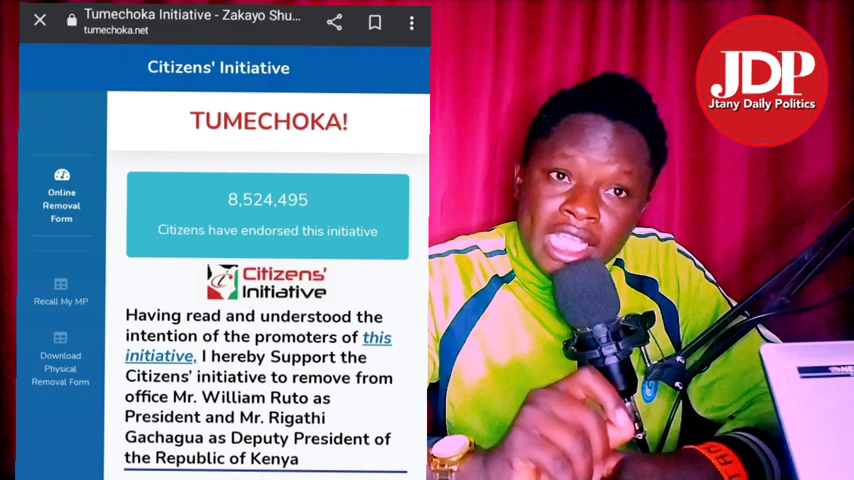 Tumechoka Initiative - Zakayo Shu...
tumechoka.net
Citizens' Initiative
TUMECHOKA!
Online
Removal
Form
Recall My MP
Download
Physical
Removal Form
8,524,495
Citizens have endorsed this initiative
Citizens'
Initiative
Having read and understood the
intention of the promoters of this
initiative, I hereby Support the
Citizens' initiative to remove from
office Mr. William Ruto as
President and Mr. Rigathi
Gachagua as Deputy President of
the Republic of Kenya
JDP
Jtany Daily Politics